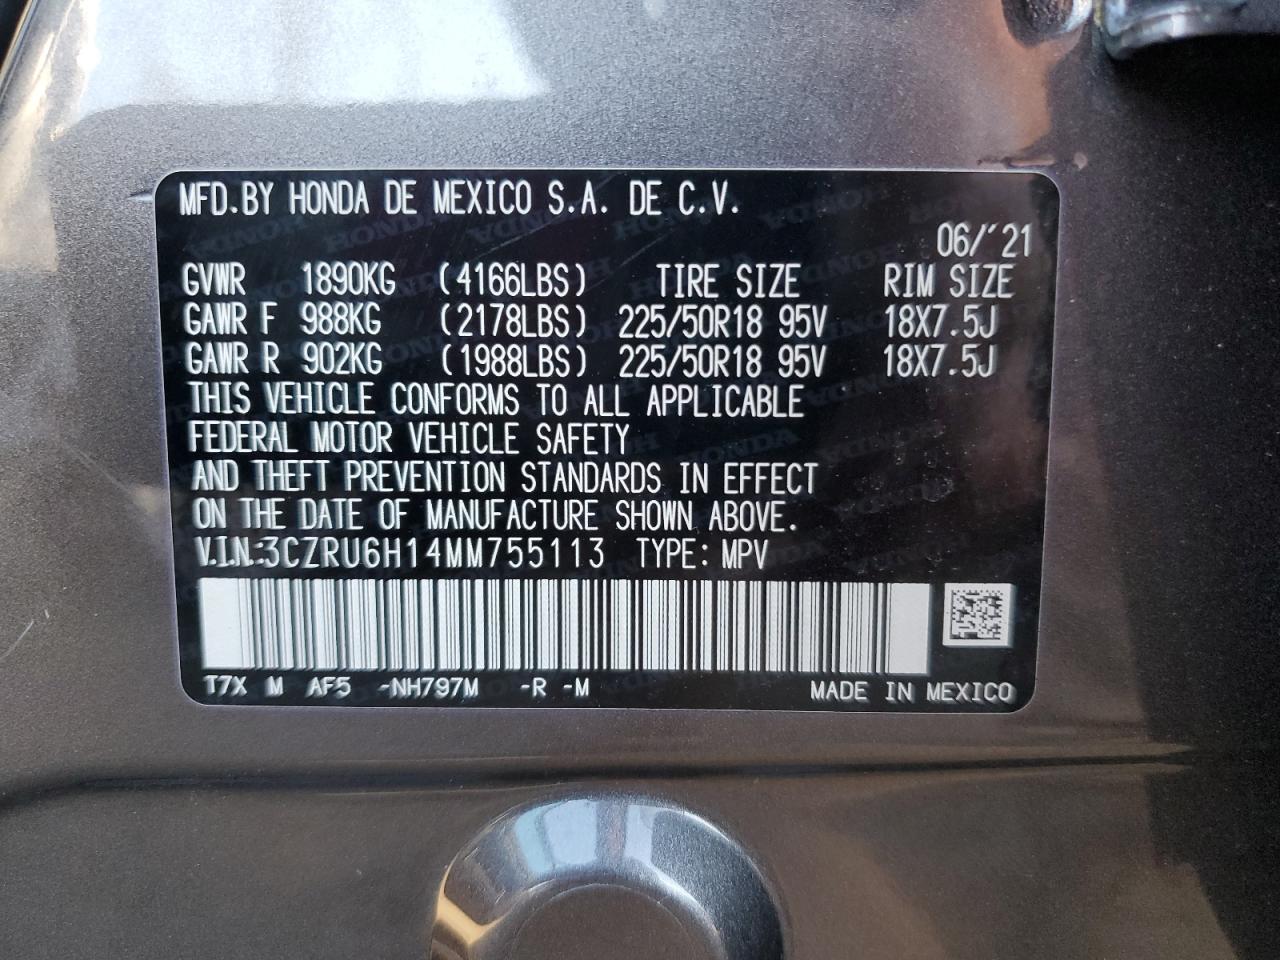 MFD.BY HONDA DE MEXICO S.A. DE C.V.
06/'21
GVWR 1890KG (4166LBS) TIRE SIZE RIM SIZE
GAWR F 988KG (2178LBS) 225/50R18 95V 18X7.5J
GAWR R 902KG (1988LBS) 225/50R18 95V 18X7.5J
THIS VEHICLE CONFORMS TO ALL APPLICABLE
FEDERAL MOTOR VEHICLE SAFETY
AND THEFT PREVENTION STANDARDS IN EFFECT
ON THE DATE OF MANUFACTURE SHOWN ABOVE.
V.I.N.:3CZRU6H14MM755113 TYPE: MPV
T7X M AF5 -NH797M -R -M MADE IN MEXICO